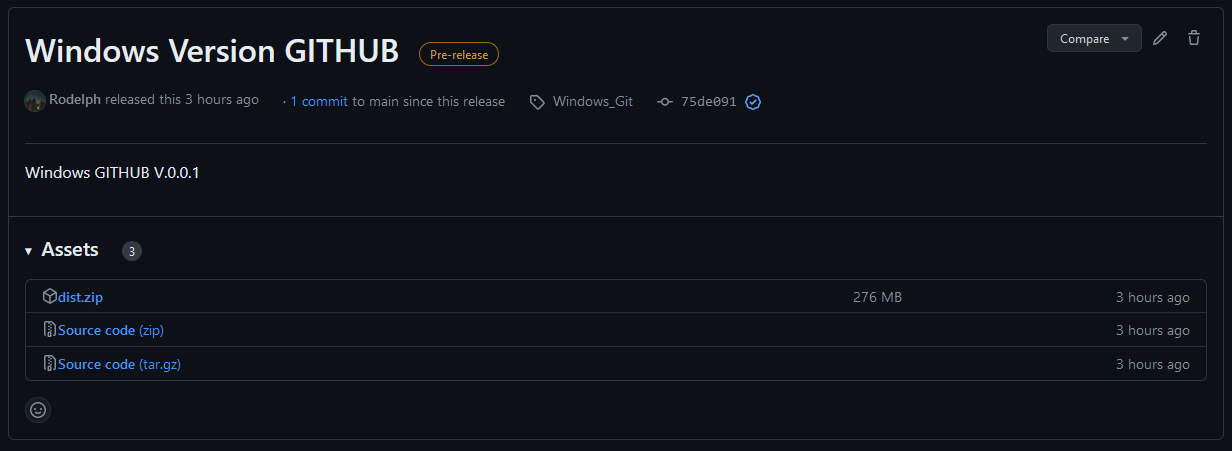 Windows Version GITHUB Pre-release Compare
Rodelph released this 3 hours ago · 1 commit to main since this release Windows_Git 75de091
Windows GITHUB V.0.0.1
Assets 3
dist.zip 276 MB 3 hours ago
Source code (zip) 3 hours ago
Source code (tar.gz) 3 hours ago